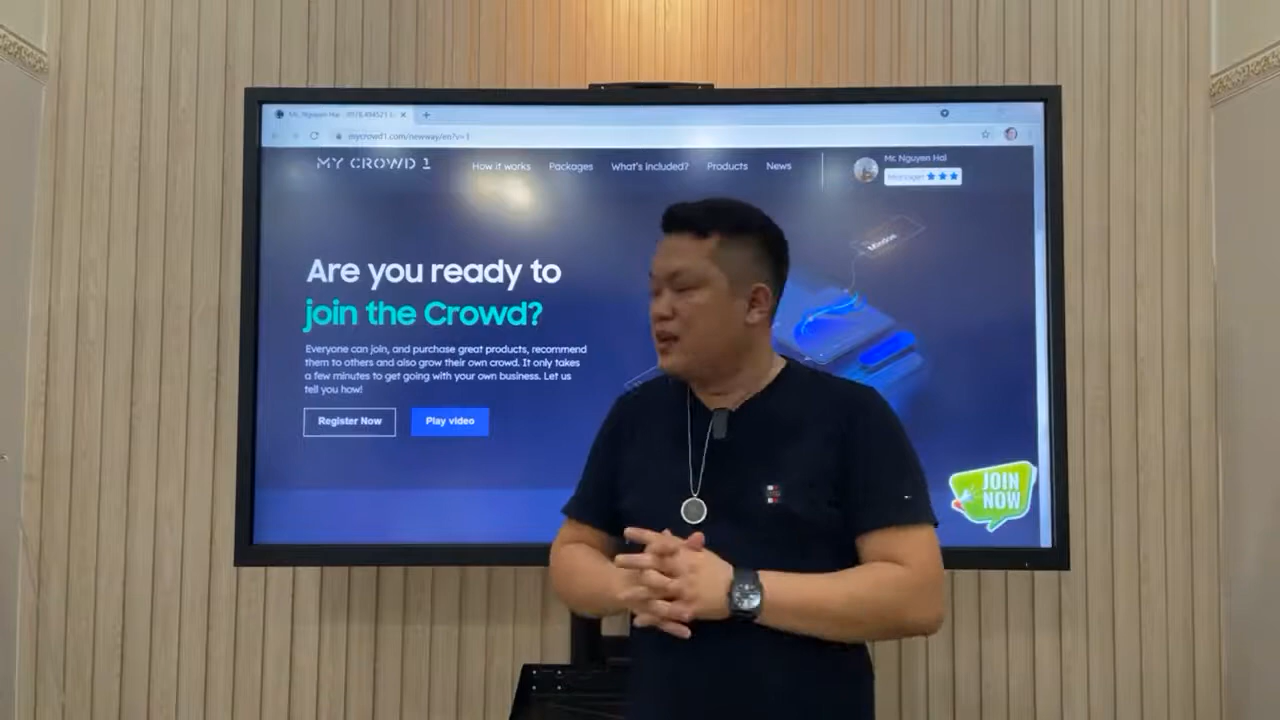 mycrowd1.com/newway/en?v=1
MY CROWD 1
How it works
Packages
What's included?
Products
News
Mr. Nguyen Hai
Manager
Are you ready to
join the Crowd?
Everyone can join, and purchase great products, recommend
them to others and also grow their own crowd. It only takes
a few minutes to get going with your own business. Let us
tell you how!
Register Now
Play video
JOIN
NOW